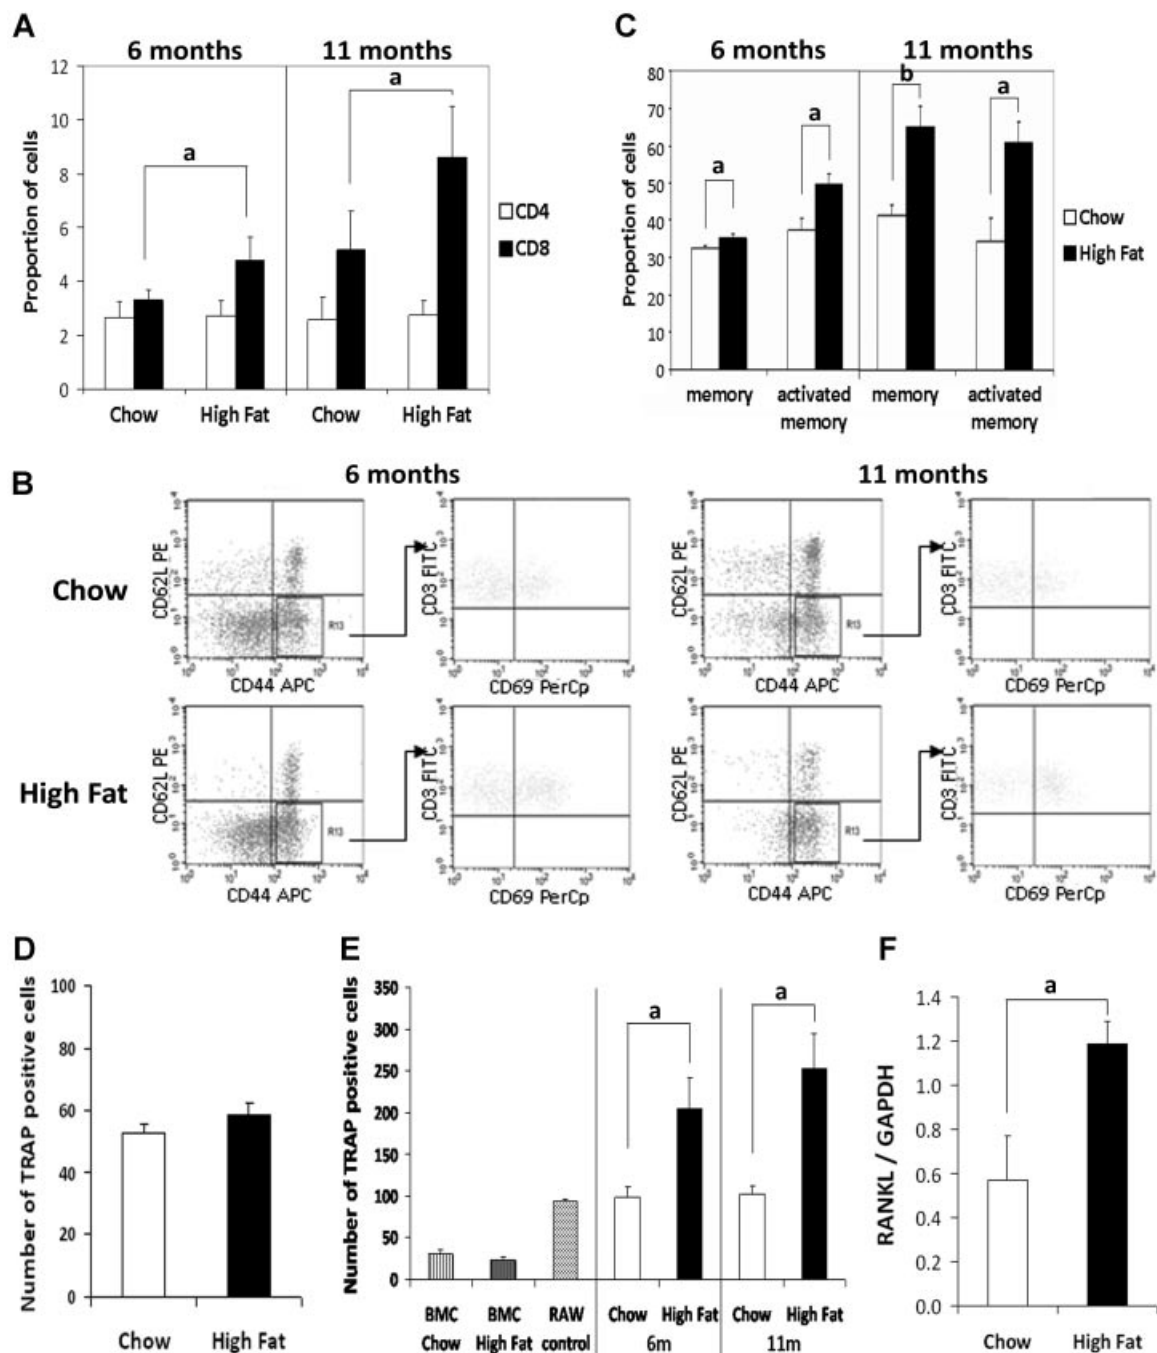 A
6 months
11 months
12
10
8
6
4
2
0
Proportion of cells
a
a
Chow
High Fat
Chow
High Fat
CD4
CD8
C
6 months
11 months
80
70
60
50
40
30
20
10
0
Proportion of cells
a
a
b
a
memory
activated memory
memory
activated memory
Chow
High Fat
B
6 months
11 months
Chow
CD62L PE
CD44 APC
R13
CD3 FITC
CD69 PerCp
CD62L PE
CD44 APC
R13
CD3 FITC
CD69 PerCp
High Fat
CD62L PE
CD44 APC
R13
CD3 FITC
CD69 PerCp
CD62L PE
CD44 APC
R13
CD3 FITC
CD69 PerCp
D
Number of TRAP positive cells
100
80
60
40
20
0
Chow
High Fat
E
Number of TRAP positive cells
350
300
250
200
150
100
50
0
a
a
BMC Chow
BMC High Fat
RAW control
Chow
High Fat
6m
Chow
High Fat
11m
F
RANKL / GAPDH
1.4
1.2
1.0
0.8
0.6
0.4
0.2
0.0
a
Chow
High Fat